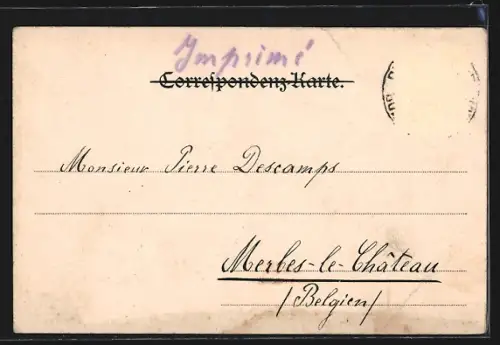 Imprimé
Correspondenz-Karte.
Monsieur Pierre Descamps
Merbes-le-Château
/Belgien/